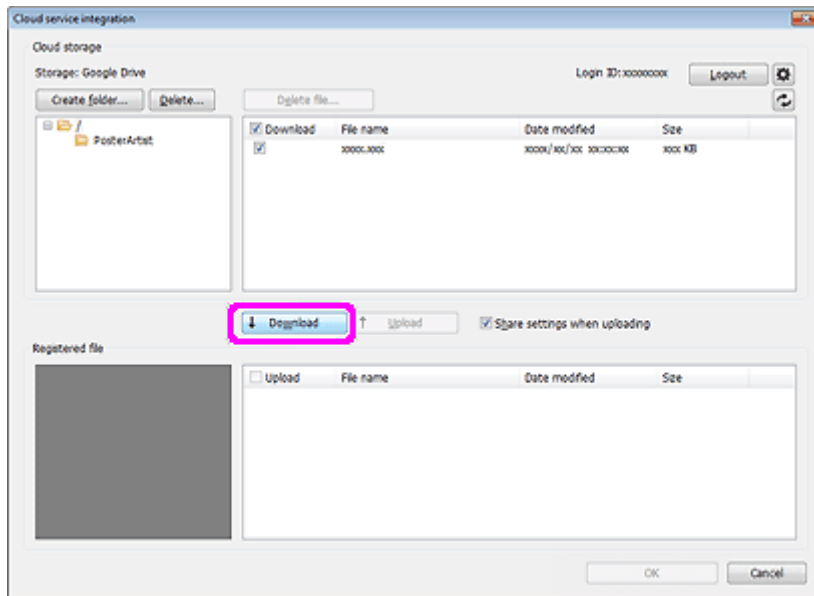 Cloud service integration
Cloud storage
Storage: Google Drive
Login ID: xxxxxxxx
Logout
Create folder...
Delete...
Delete file...
/
PosterArtist
Download File name Date modified Size
xxxx.xxx xxxx/xx/xx xx:xx:xx xxx KB
↓ Download
↑ Upload
Share settings when uploading
Registered file
Upload File name Date modified Size
OK
Cancel